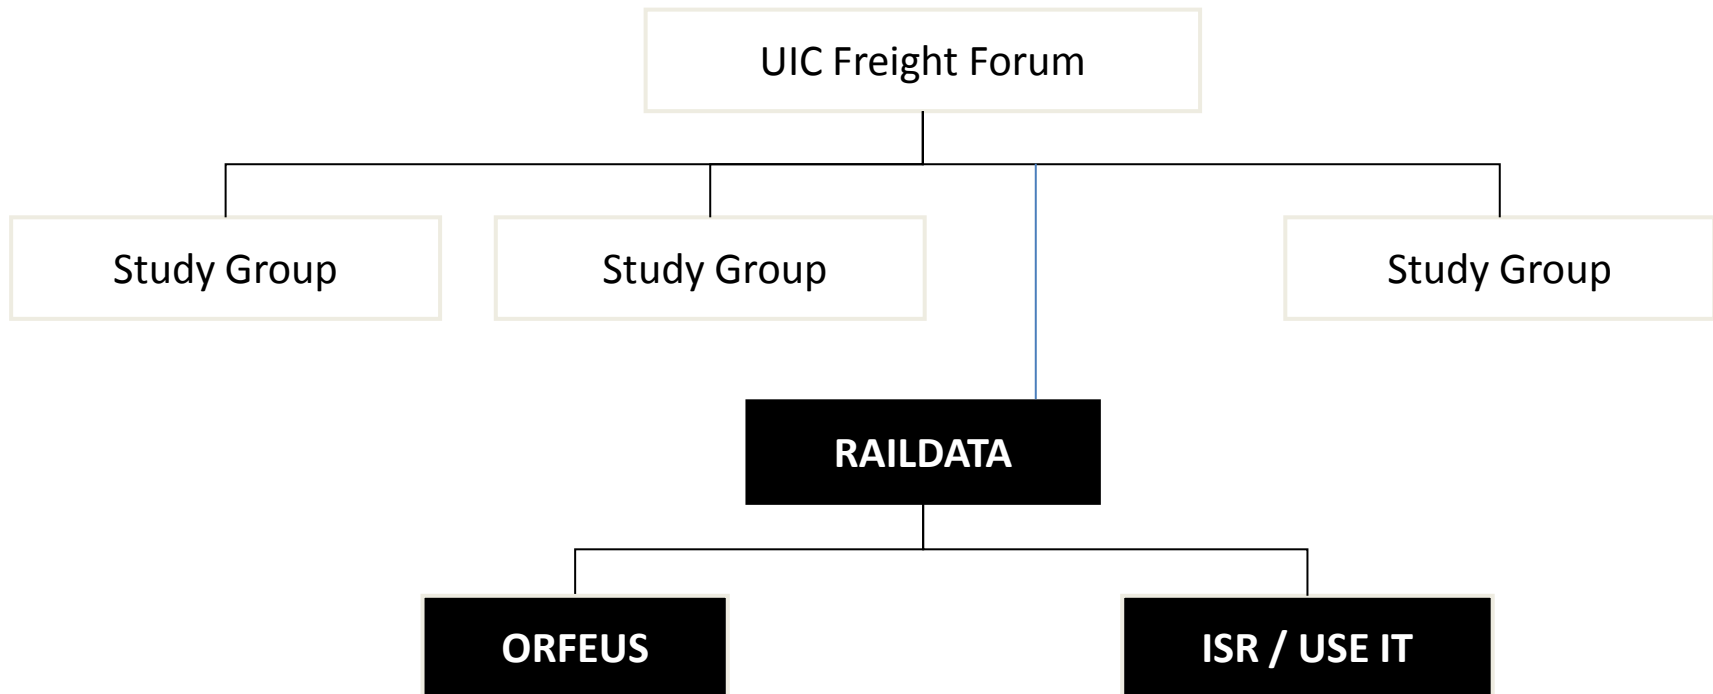 UIC Freight Forum
Study Group
Study Group
Study Group
RAILDATA
ORFEUS
ISR / USE IT